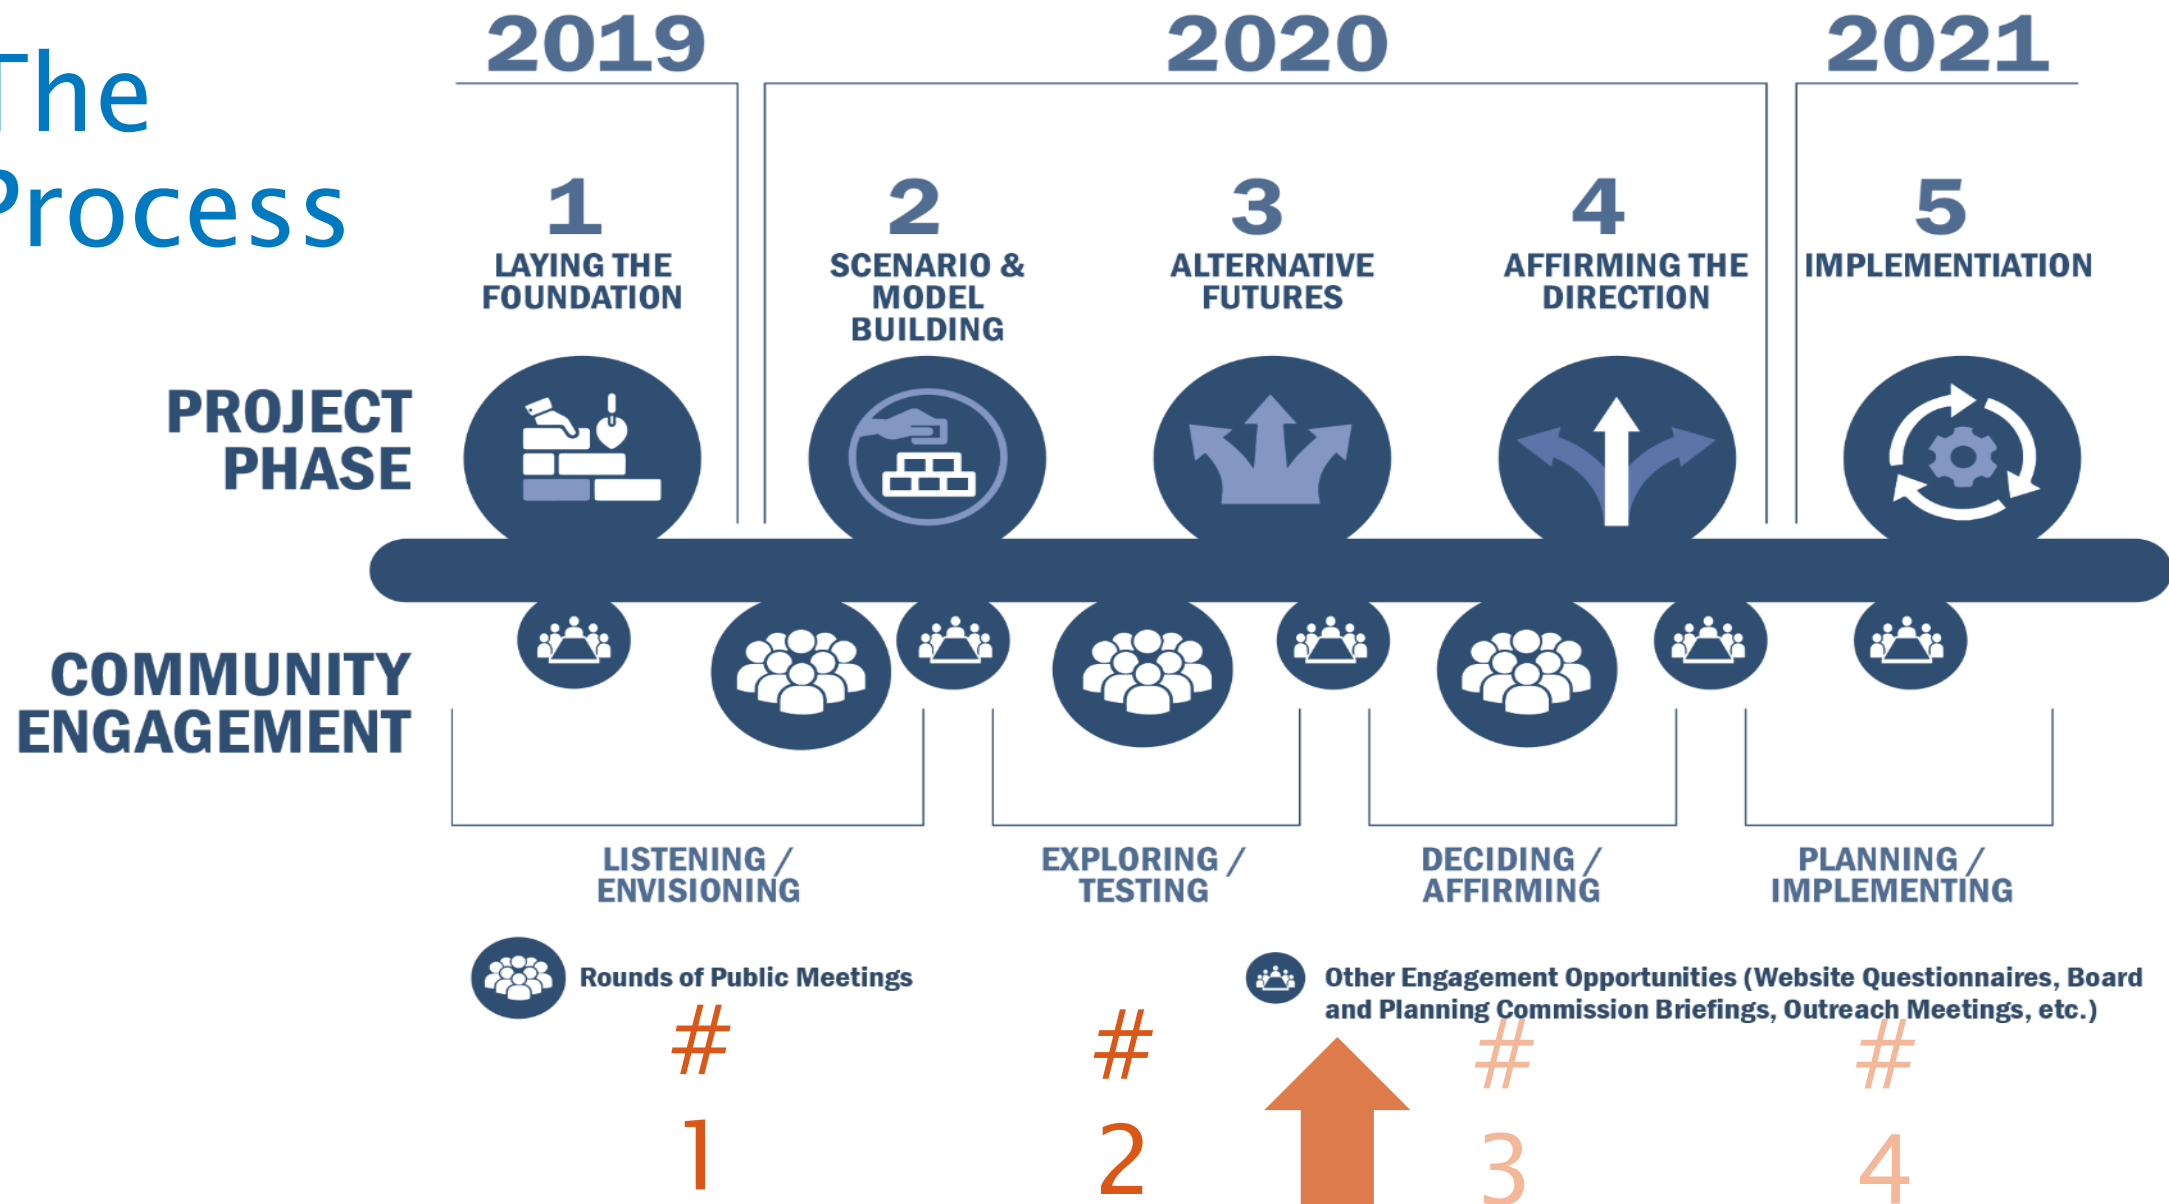 The
Process
2019
2020
2021
1
LAYING THE
FOUNDATION
2
SCENARIO &
MODEL
BUILDING
3
ALTERNATIVE
FUTURES
4
AFFIRMING THE
DIRECTION
5
IMPLEMENTIATION
PROJECT
PHASE
COMMUNITY
ENGAGEMENT
LISTENING /
ENVISIONING
EXPLORING /
TESTING
DECIDING /
AFFIRMING
PLANNING /
IMPLEMENTING
Rounds of Public Meetings
Other Engagement Opportunities (Website Questionnaires, Board
and Planning Commission Briefings, Outreach Meetings, etc.)
#
1
#
2
#
3
#
4